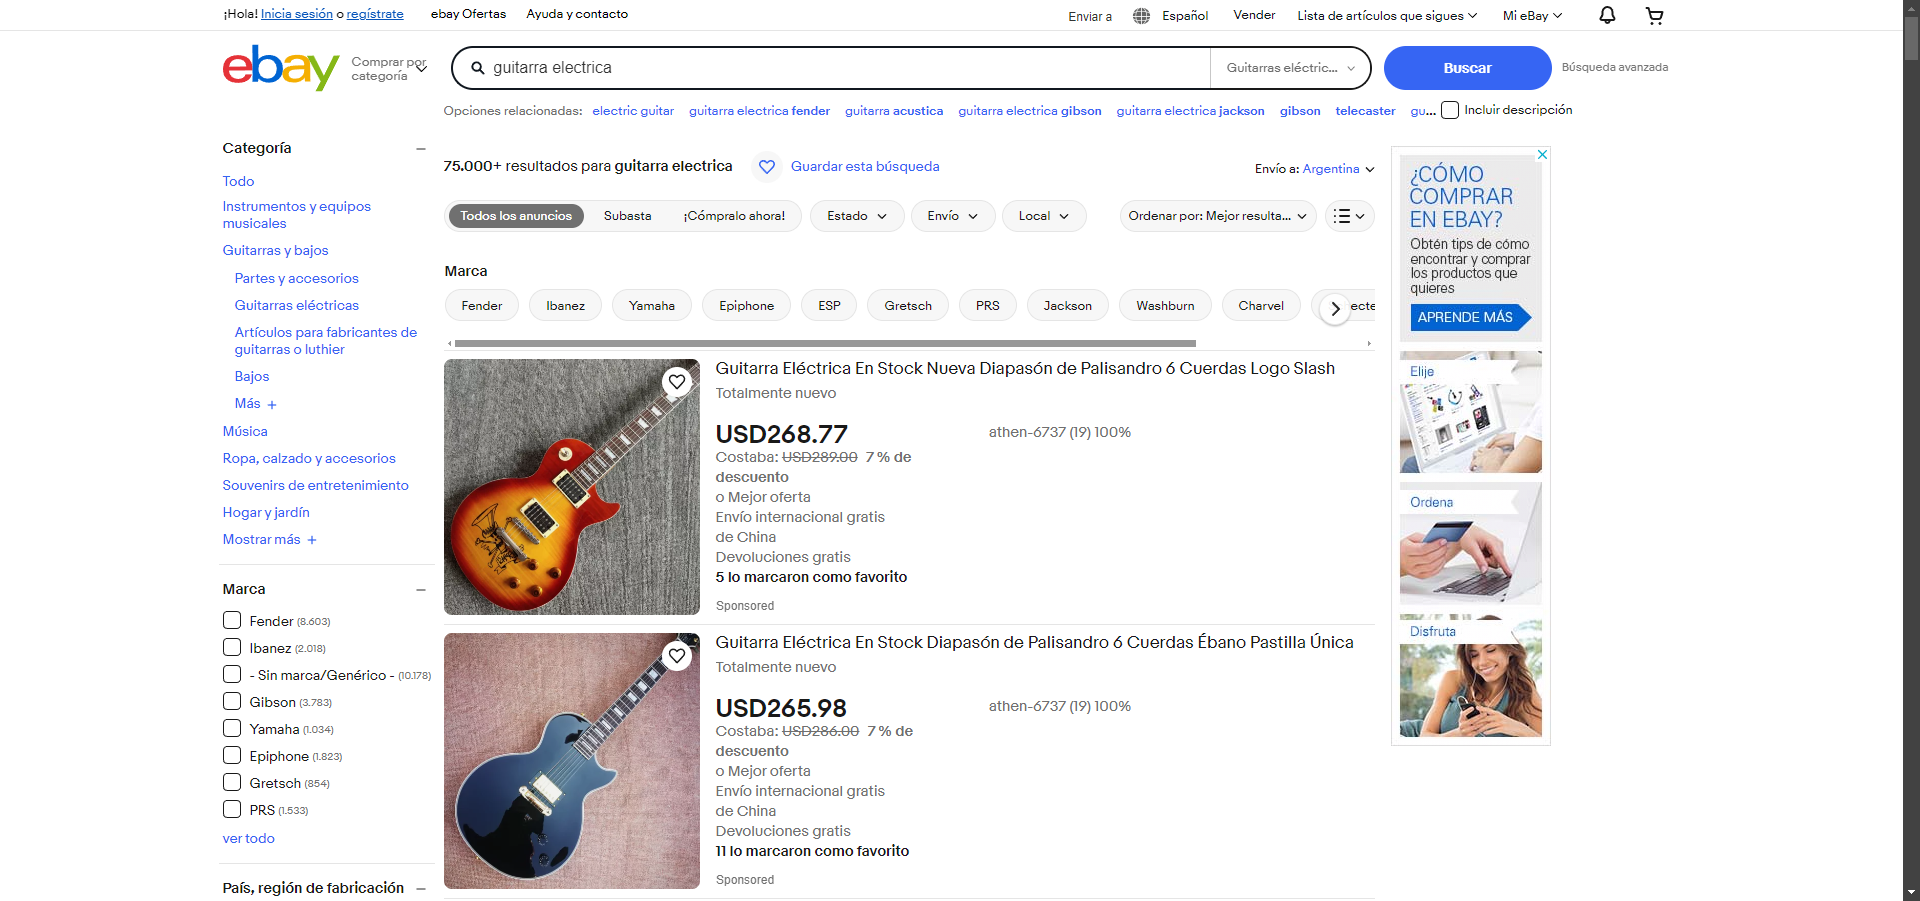 ¡Hola! Inicia sesión o regístrate
ebay Ofertas
Ayuda y contacto
Enviar a
Español
Vender
Lista de artículos que sigues
Mi eBay
ebay
Comprar por
categoría
guitarra electrica
Guitarras eléctric...
Buscar
Búsqueda avanzada
Opciones relacionadas:
electric guitar
guitarra electrica fender
guitarra acustica
guitarra electrica gibson
guitarra electrica jackson
gibson
telecaster
gu...
Incluir descripción
Categoría
Todo
Instrumentos y equipos
musicales
Guitarras y bajos
Partes y accesorios
Guitarras eléctricas
Artículos para fabricantes de
guitarras o luthier
Bajos
Más +
Música
Ropa, calzado y accesorios
Souvenirs de entretenimiento
Hogar y jardín
Mostrar más +
Marca
Fender (8.603)
Ibanez (2.018)
- Sin marca/Genérico - (10.178)
Gibson (3.783)
Yamaha (1.034)
Epiphone (1.823)
Gretsch (854)
PRS (1.533)
ver todo
País, región de fabricación
75.000+ resultados para guitarra electrica
Guardar esta búsqueda
Envío a: Argentina
Todos los anuncios
Subasta
¡Cómpralo ahora!
Estado
Envío
Local
Ordenar por: Mejor resulta...
Marca
Fender
Ibanez
Yamaha
Epiphone
ESP
Gretsch
PRS
Jackson
Washburn
Charvel
Guitarra Eléctrica En Stock Nueva Diapasón de Palisandro 6 Cuerdas Logo Slash
Totalmente nuevo
USD268.77
athen-6737 (19) 100%
Costaba: USD289.00 7 % de
descuento
o Mejor oferta
Envío internacional gratis
de China
Devoluciones gratis
5 lo marcaron como favorito
Sponsored
Guitarra Eléctrica En Stock Diapasón de Palisandro 6 Cuerdas Ébano Pastilla Única
Totalmente nuevo
USD265.98
athen-6737 (19) 100%
Costaba: USD286.00 7 % de
descuento
o Mejor oferta
Envío internacional gratis
de China
Devoluciones gratis
11 lo marcaron como favorito
Sponsored
¿CÓMO
COMPRAR
EN EBAY?
Obtén tips de cómo
encontrar y comprar
los productos que
quieres
APRENDE MÁS
Elije
Ordena
Disfruta